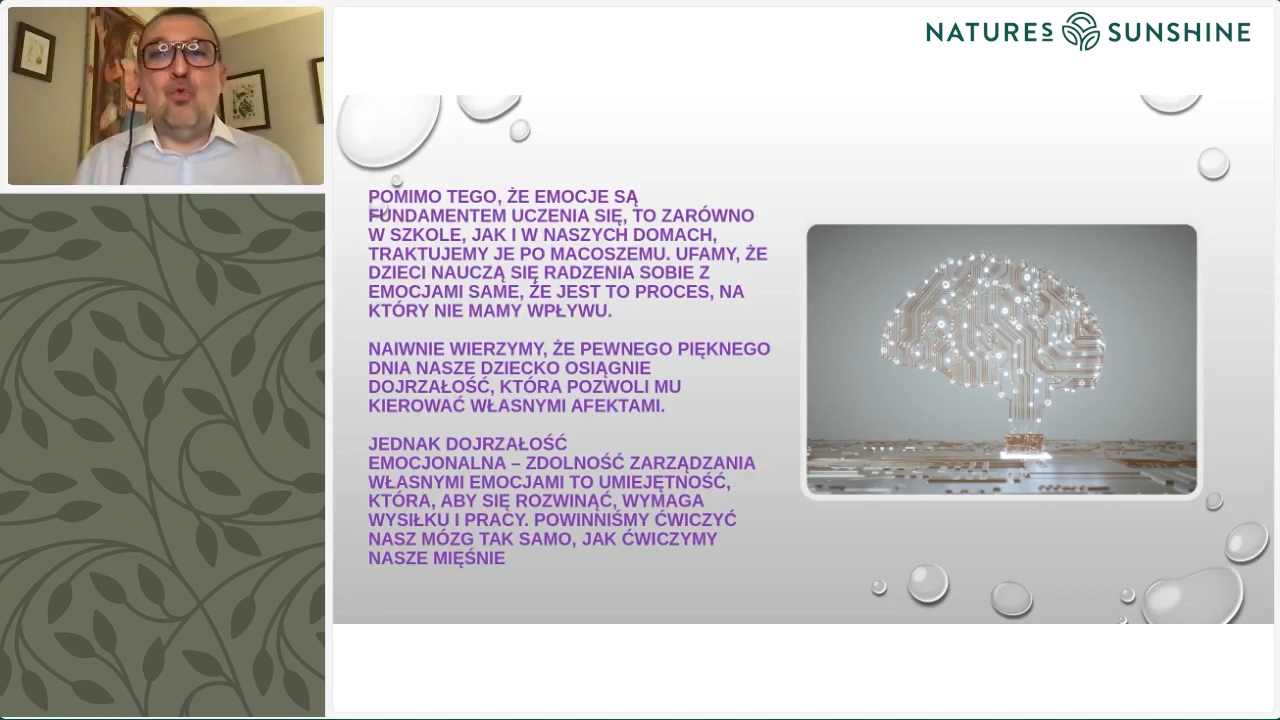 NATURE'S SUNSHINE
POMIMO TEGO, ŻE EMOCJE SĄ
FUNDAMENTEM UCZENIA SIĘ, TO ZARÓWNO
W SZKOLE, JAK I W NASZYCH DOMACH,
TRAKTUJEMY JE PO MACOSZEMU. UFAMY, ŻE
DZIECI NAUCZĄ SIĘ RADZENIA SOBIE Z
EMOCJAMI SAME, ŻE JEST TO PROCES, NA
KTÓRY NIE MAMY WPŁYWU.
NAIWNIE WIERZYMY, ŻE PEWNEGO PIĘKNEGO
DNIA NASZE DZIECKO OSIĄGNIE
DOJRZAŁOŚĆ, KTÓRA POZWOLI MU
KIEROWAĆ WŁASNYMI AFEKTAMI.
JEDNAK DOJRZAŁOŚĆ
EMOCJONALNA – ZDOLNOŚĆ ZARZĄDZANIA
WŁASNYMI EMOCJAMI TO UMIEJĘTNOŚĆ,
KTÓRA, ABY SIĘ ROZWINĄĆ, WYMAGA
WYSIŁKU I PRACY. POWINNIŚMY ĆWICZYĆ
NASZ MÓZG TAK SAMO, JAK ĆWICZYMY
NASZE MIĘŚNIE